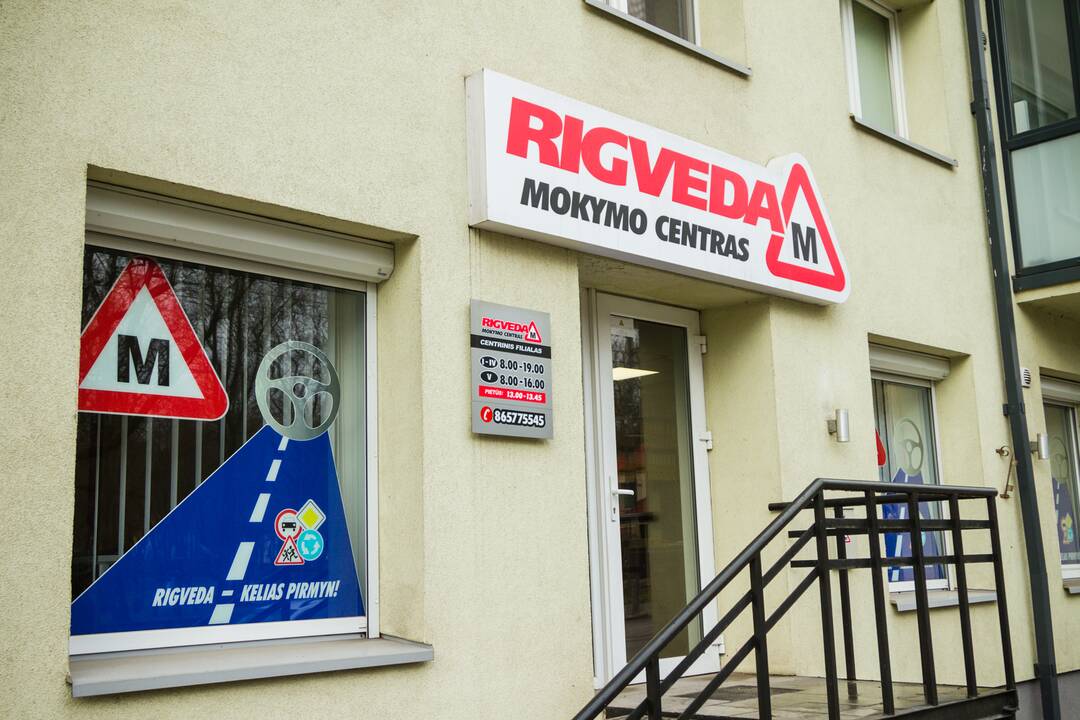 RIGVEDA
MOKYMO CENTRAS
M
M
RIGVEDA – KELIAS PIRMYN!
RIGVEDA M
MOKYMO CENTRAS
CENTRINIS FILIALAS
I-IV 8.00-19.00
V 8.00-16.00
PIETŪS: 13.00-13.45
865775545